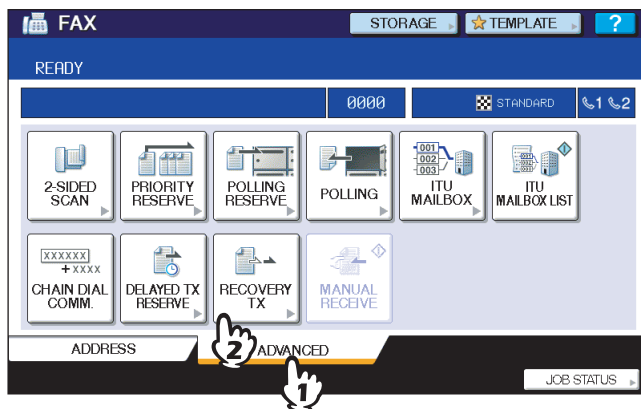 FAX
STORAGE
TEMPLATE
?
READY
0000
STANDARD
1 2
2-SIDED
SCAN
PRIORITY
RESERVE
POLLING
RESERVE
POLLING
001
002
003
ITU
MAILBOX
ITU
MAILBOX LIST
XXXXXX
+ XXXX
CHAIN DIAL
COMM.
DELAYED TX
RESERVE
RECOVERY
TX
MANUAL
RECEIVE
2
ADDRESS
ADVANCED
1
JOB STATUS